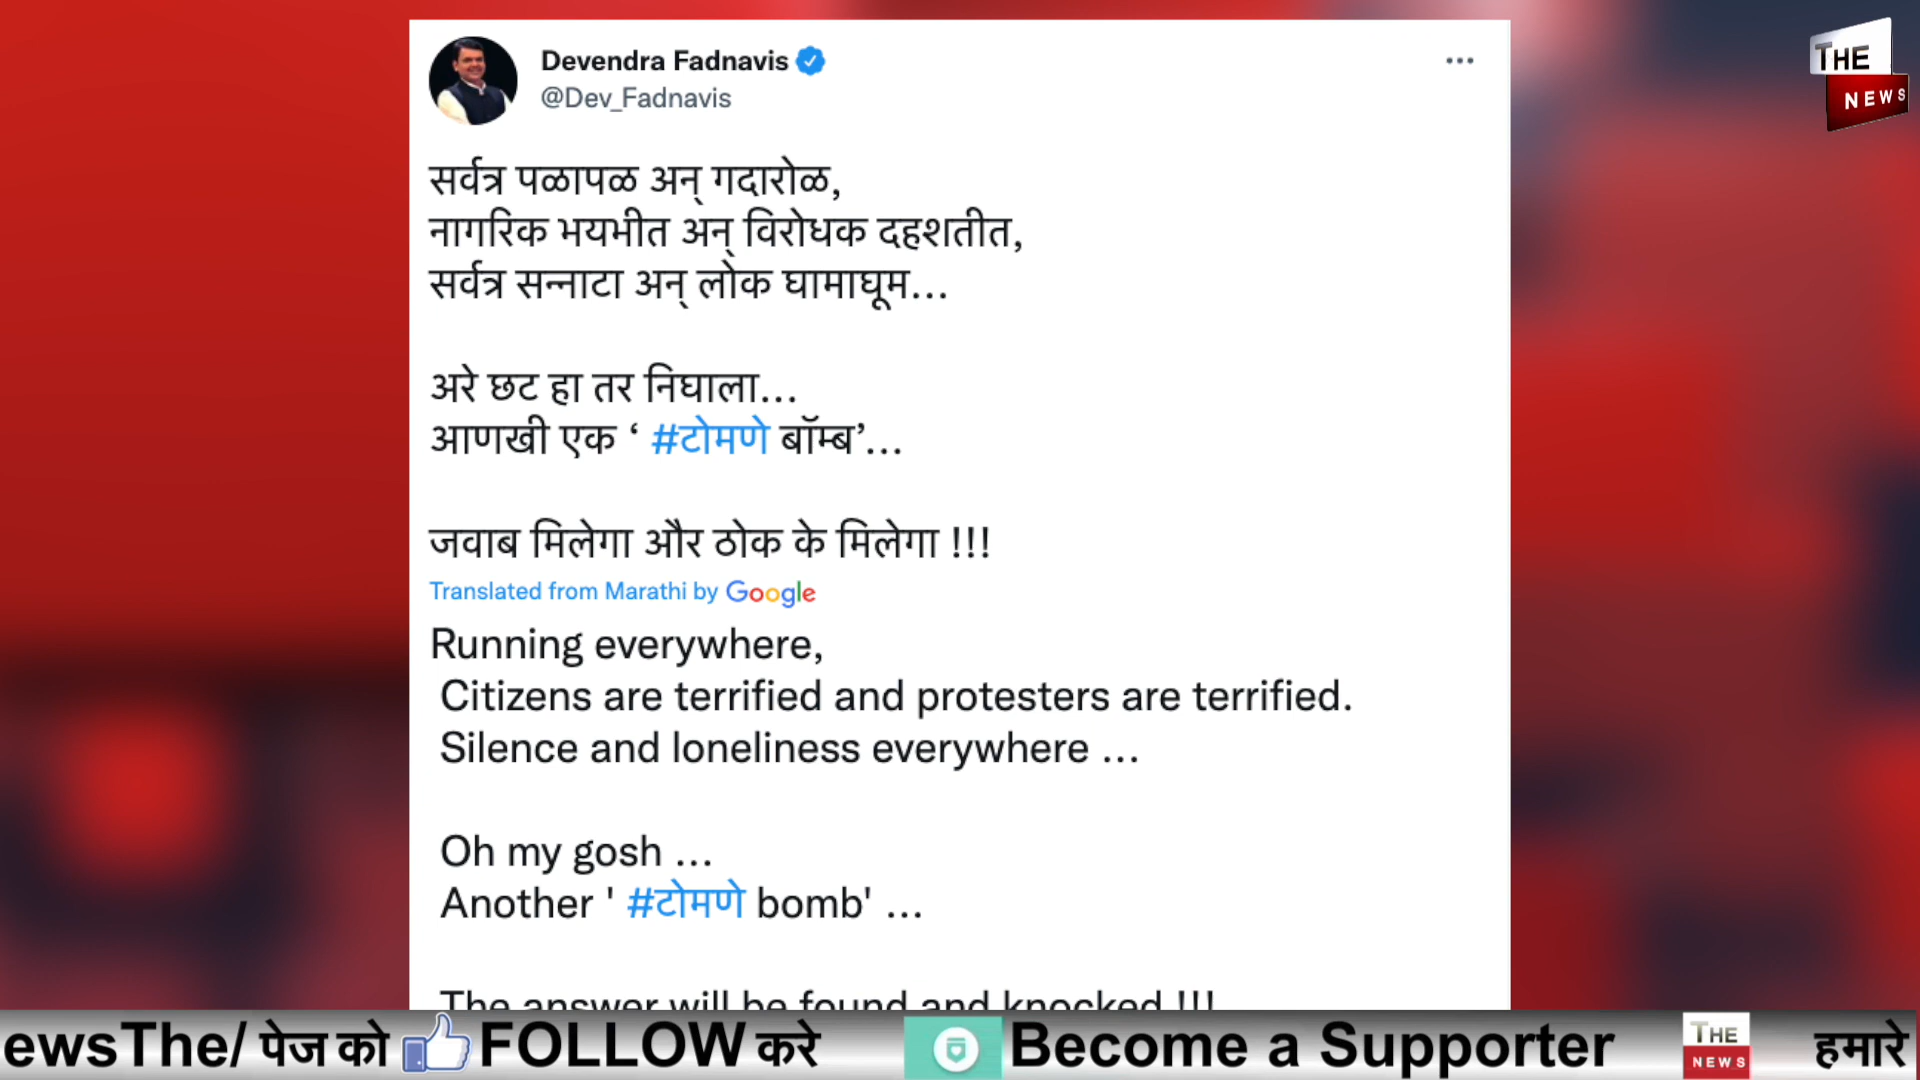 Devendra Fadnavis
@Dev_Fadnavis
THE
NEWS
सर्वत्र पळापळ अन् गदारोळ,
नागरिक भयभीत अन् विरोधक दहशतीत,
सर्वत्र सन्नाटा अन् लोक घामाघूम...
अरे छट हा तर निघाला...
आणखी एक ‘ #टोमणे बॉम्ब’...
जवाब मिलेगा और ठोक के मिलेगा !!!
Translated from Marathi by Google
Running everywhere,
Citizens are terrified and protesters are terrified.
Silence and loneliness everywhere ...
Oh my gosh ...
Another ' #टोमणे bomb' ...
The answer will be found and knocked !!!
ewsThe/ पेज को FOLLOW करे Become a Supporter THE NEWS हमारे